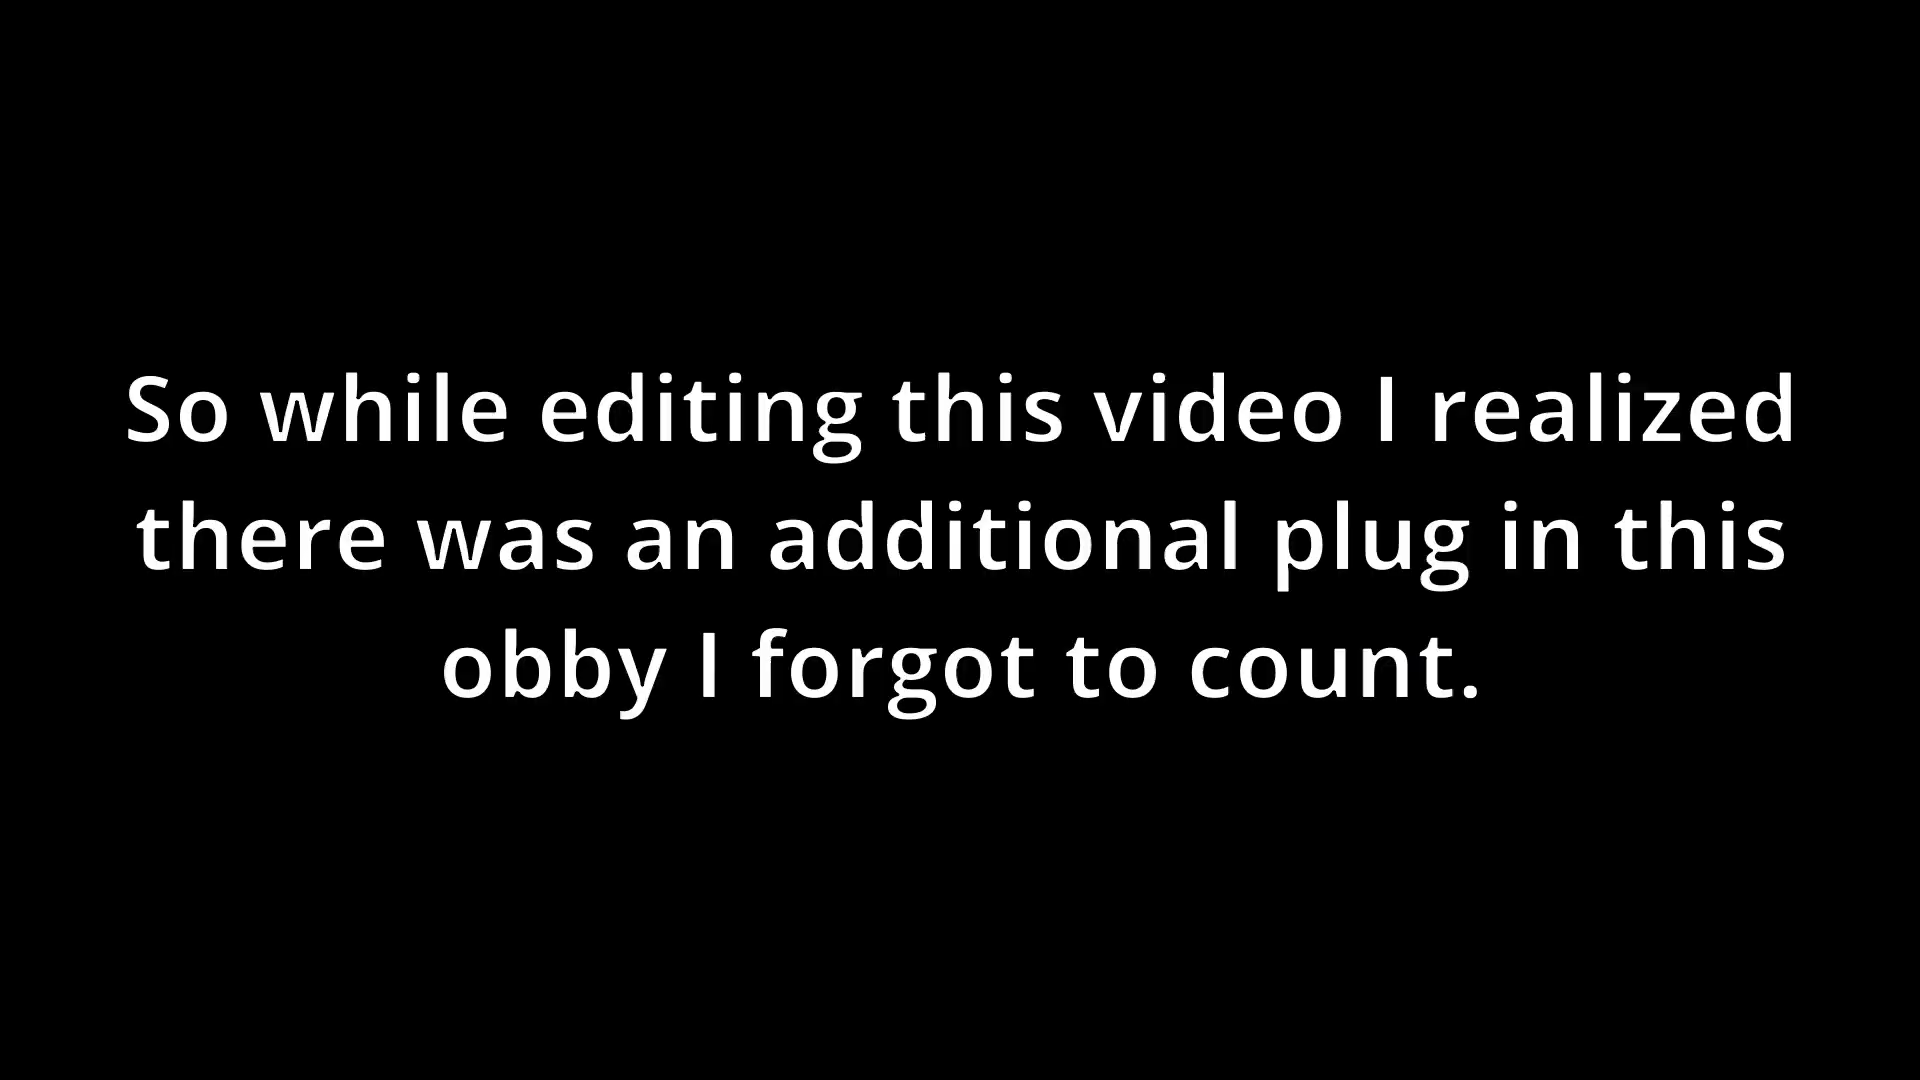 So while editing this video I realized
there was an additional plug in this
obby I forgot to count.